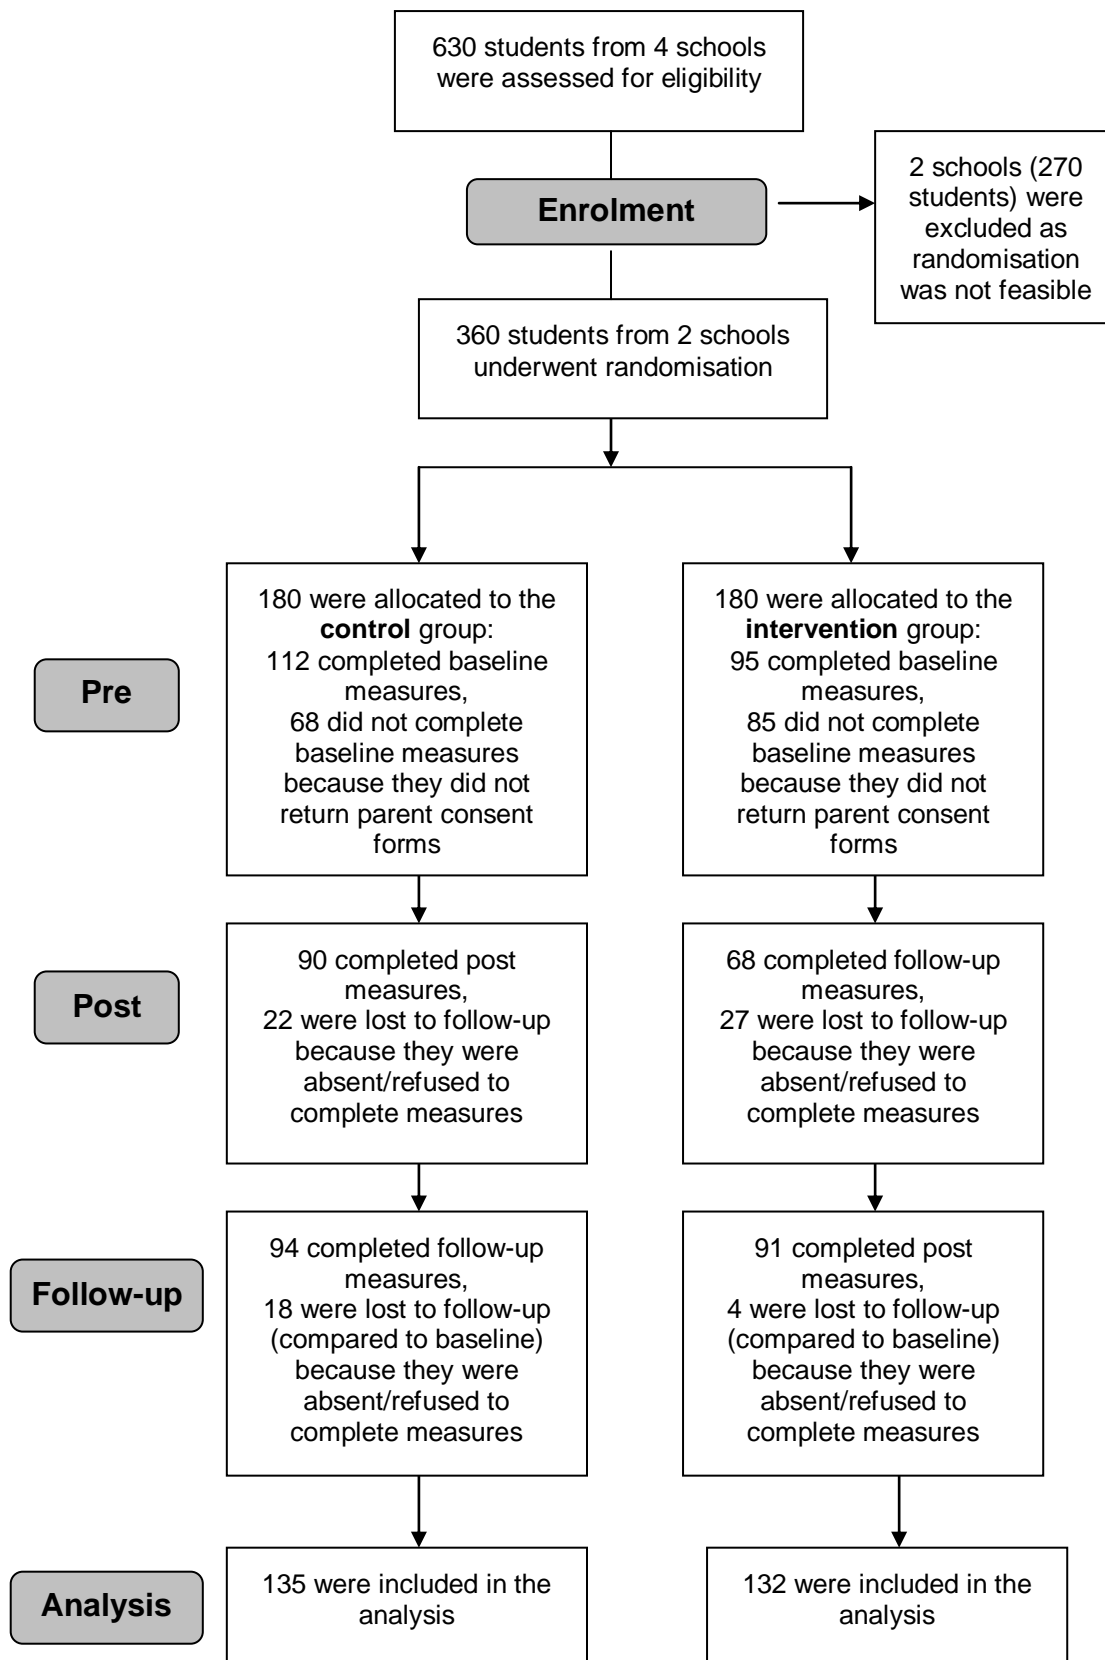 630 students from 4 schools
were assessed for eligibility
2 schools (270
students) were
excluded as
randomisation
was not feasible
Enrolment
360 students from 2 schools
underwent randomisation
Pre
180 were allocated to the
control group:
112 completed baseline
measures,
68 did not complete
baseline measures
because they did not
return parent consent
forms
180 were allocated to the
intervention group:
95 completed baseline
measures,
85 did not complete
baseline measures
because they did not
return parent consent
forms
Post
90 completed post
measures,
22 were lost to follow-up
because they were
absent/refused to
complete measures
68 completed follow-up
measures,
27 were lost to follow-up
because they were
absent/refused to
complete measures
Follow-up
94 completed follow-up
measures,
18 were lost to follow-up
(compared to baseline)
because they were
absent/refused to
complete measures
91 completed post
measures,
4 were lost to follow-up
(compared to baseline)
because they were
absent/refused to
complete measures
Analysis
135 were included in the
analysis
132 were included in the
analysis